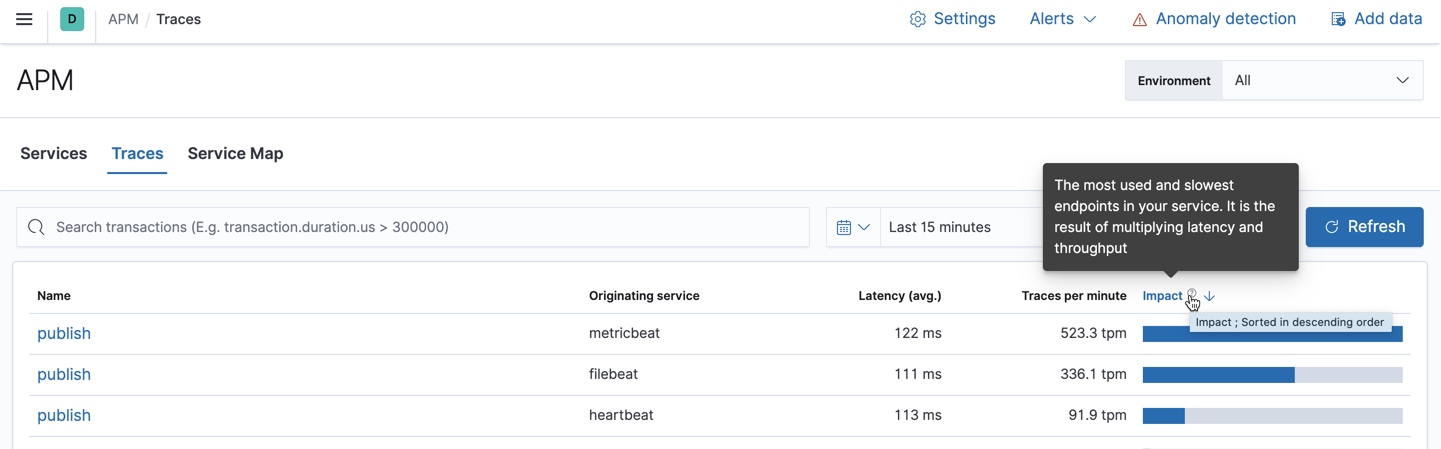 D APM / Traces Settings Alerts Anomaly detection Add data
APM
Environment All
Services Traces Service Map
The most used and slowest
endpoints in your service. It is the
result of multiplying latency and
throughput
Search transactions (E.g. transaction.duration.us > 300000) Last 15 minutes Refresh
Name Originating service Latency (avg.) Traces per minute Impact
Impact ; Sorted in descending order
publish metricbeat 122 ms 523.3 tpm
publish filebeat 111 ms 336.1 tpm
publish heartbeat 113 ms 91.9 tpm